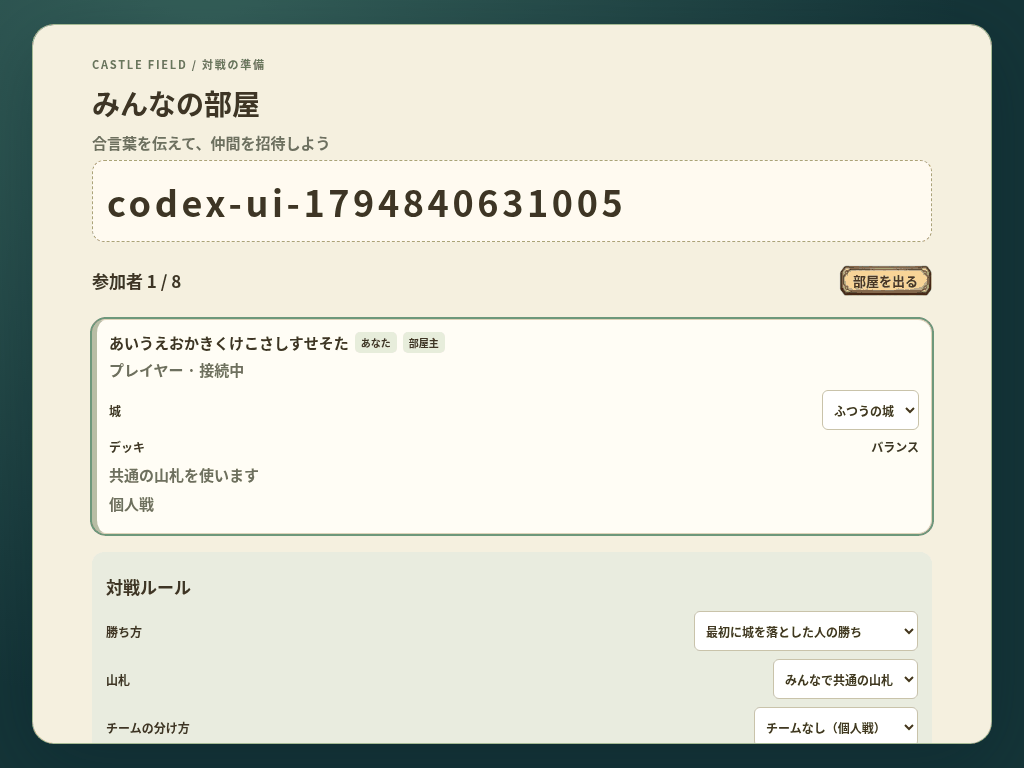 CASTLE FIELD / 対戦の準備
みんなの部屋
合言葉を伝えて、仲間を招待しよう
codex-ui-1794840631005
参加者 1 / 8
部屋を出る
あいうえおかきくけこさしすせそた あなた 部屋主
プレイヤー・接続中
城 ふつうの城
デッキ バランス
共通の山札を使います
個人戦
対戦ルール
勝ち方 最初に城を落とした人の勝ち
山札 みんなで共通の山札
チームの分け方 チームなし（個人戦）